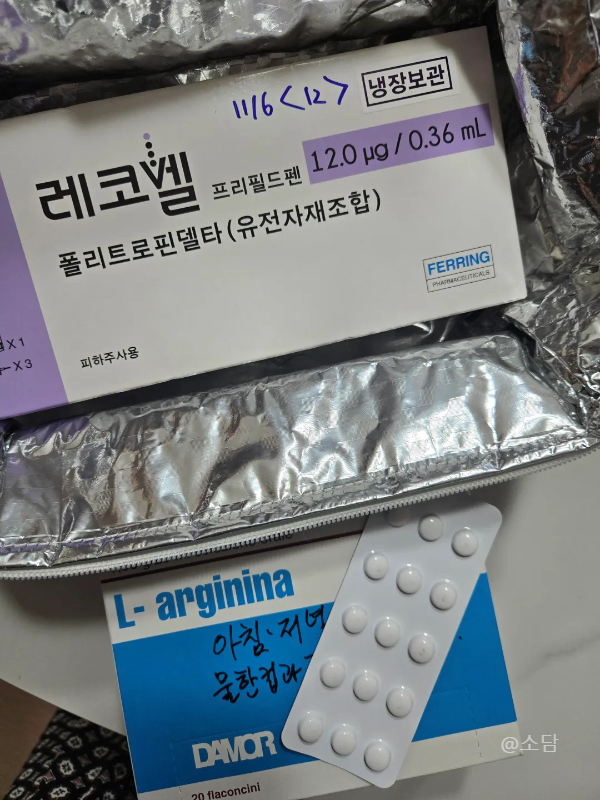 11/6 <12>
냉장보관
레코벨 프리필드펜 12.0 µg / 0.36 mL
폴리트로핀델타 (유전자재조합)
FERRING
PHARMACEUTICALS
X 1
X 3
피하주사용
L- arginina
아침·저녁
물한컵과
DAMOR
20 flaconcini
@소담